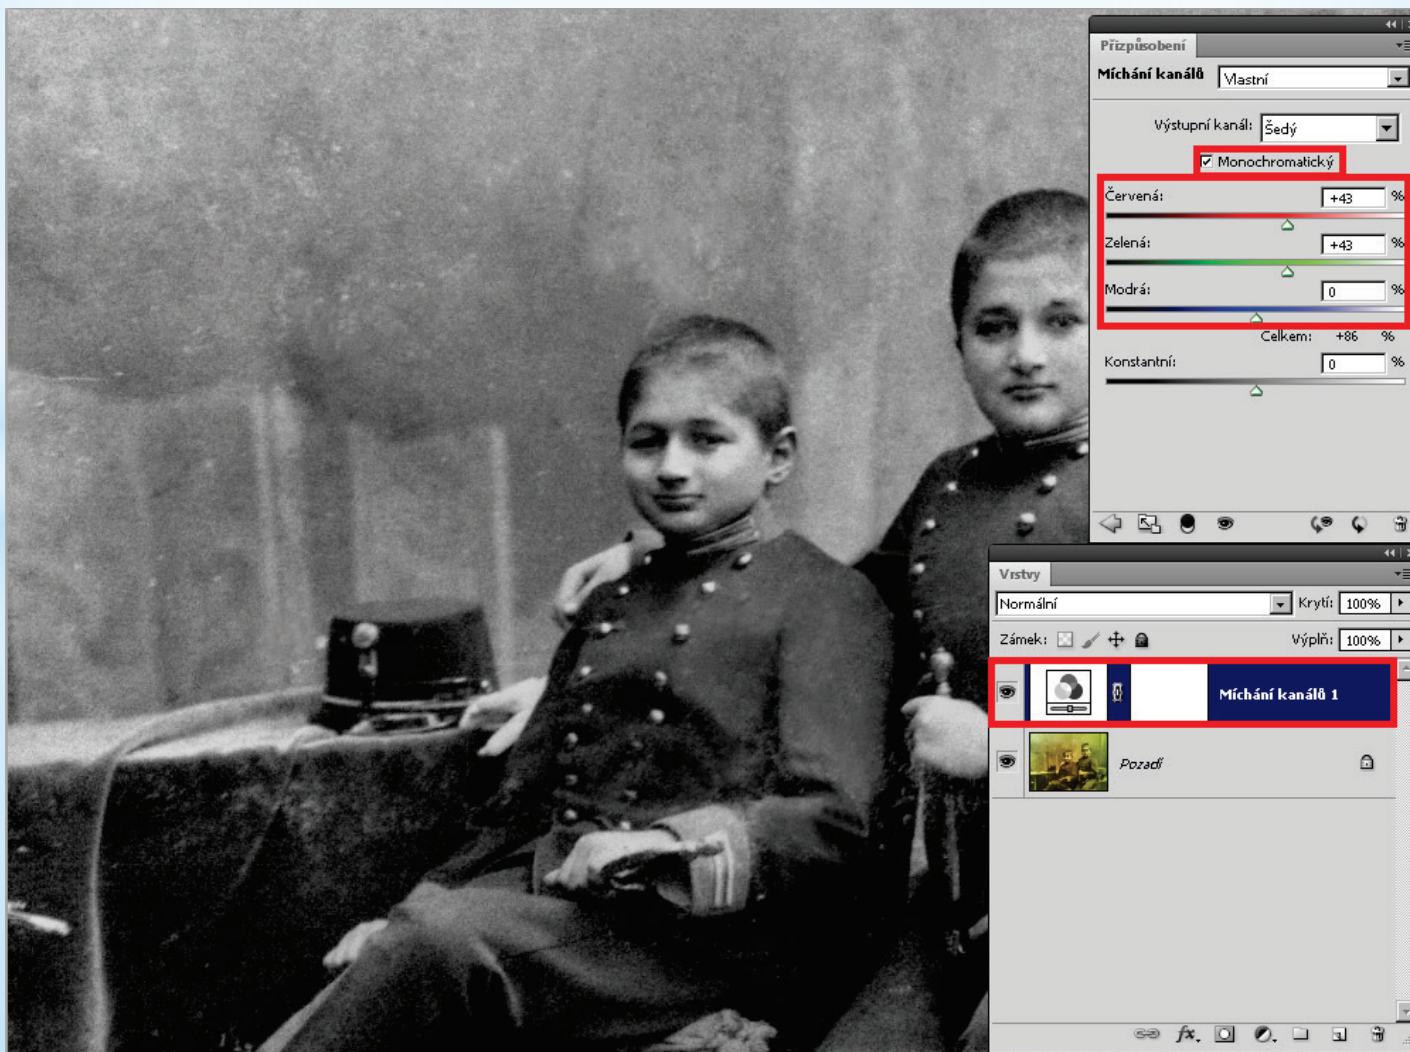 Přizpůsobení
Míchání kanálů Vlastní
Výstupní kanál: Šedý
Monochromatický
Červená: +43 %
Zelená: +43 %
Modrá: 0 %
Celkem: +86 %
Konstantní: 0 %
Vrstvy
Normální Krytí: 100%
Zámek: Výplň: 100%
Míchání kanálů 1
Pozadí
fx.